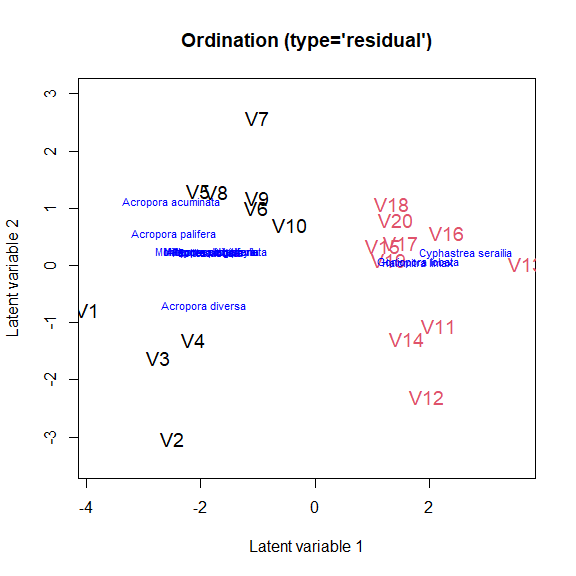 Ordination (type='residual')
V7
V5
V8
Acropora acuminata
V9
V6
V10
V18
V20
Acropora palifera
V16
V17
Cyphastrea serailia
V19
Acropora diversa
V1
V4
V3
V11
V14
V12
V2
3
2
1
0
-1
-2
-3
Latent variable 2
-4
-2
0
2
Latent variable 1